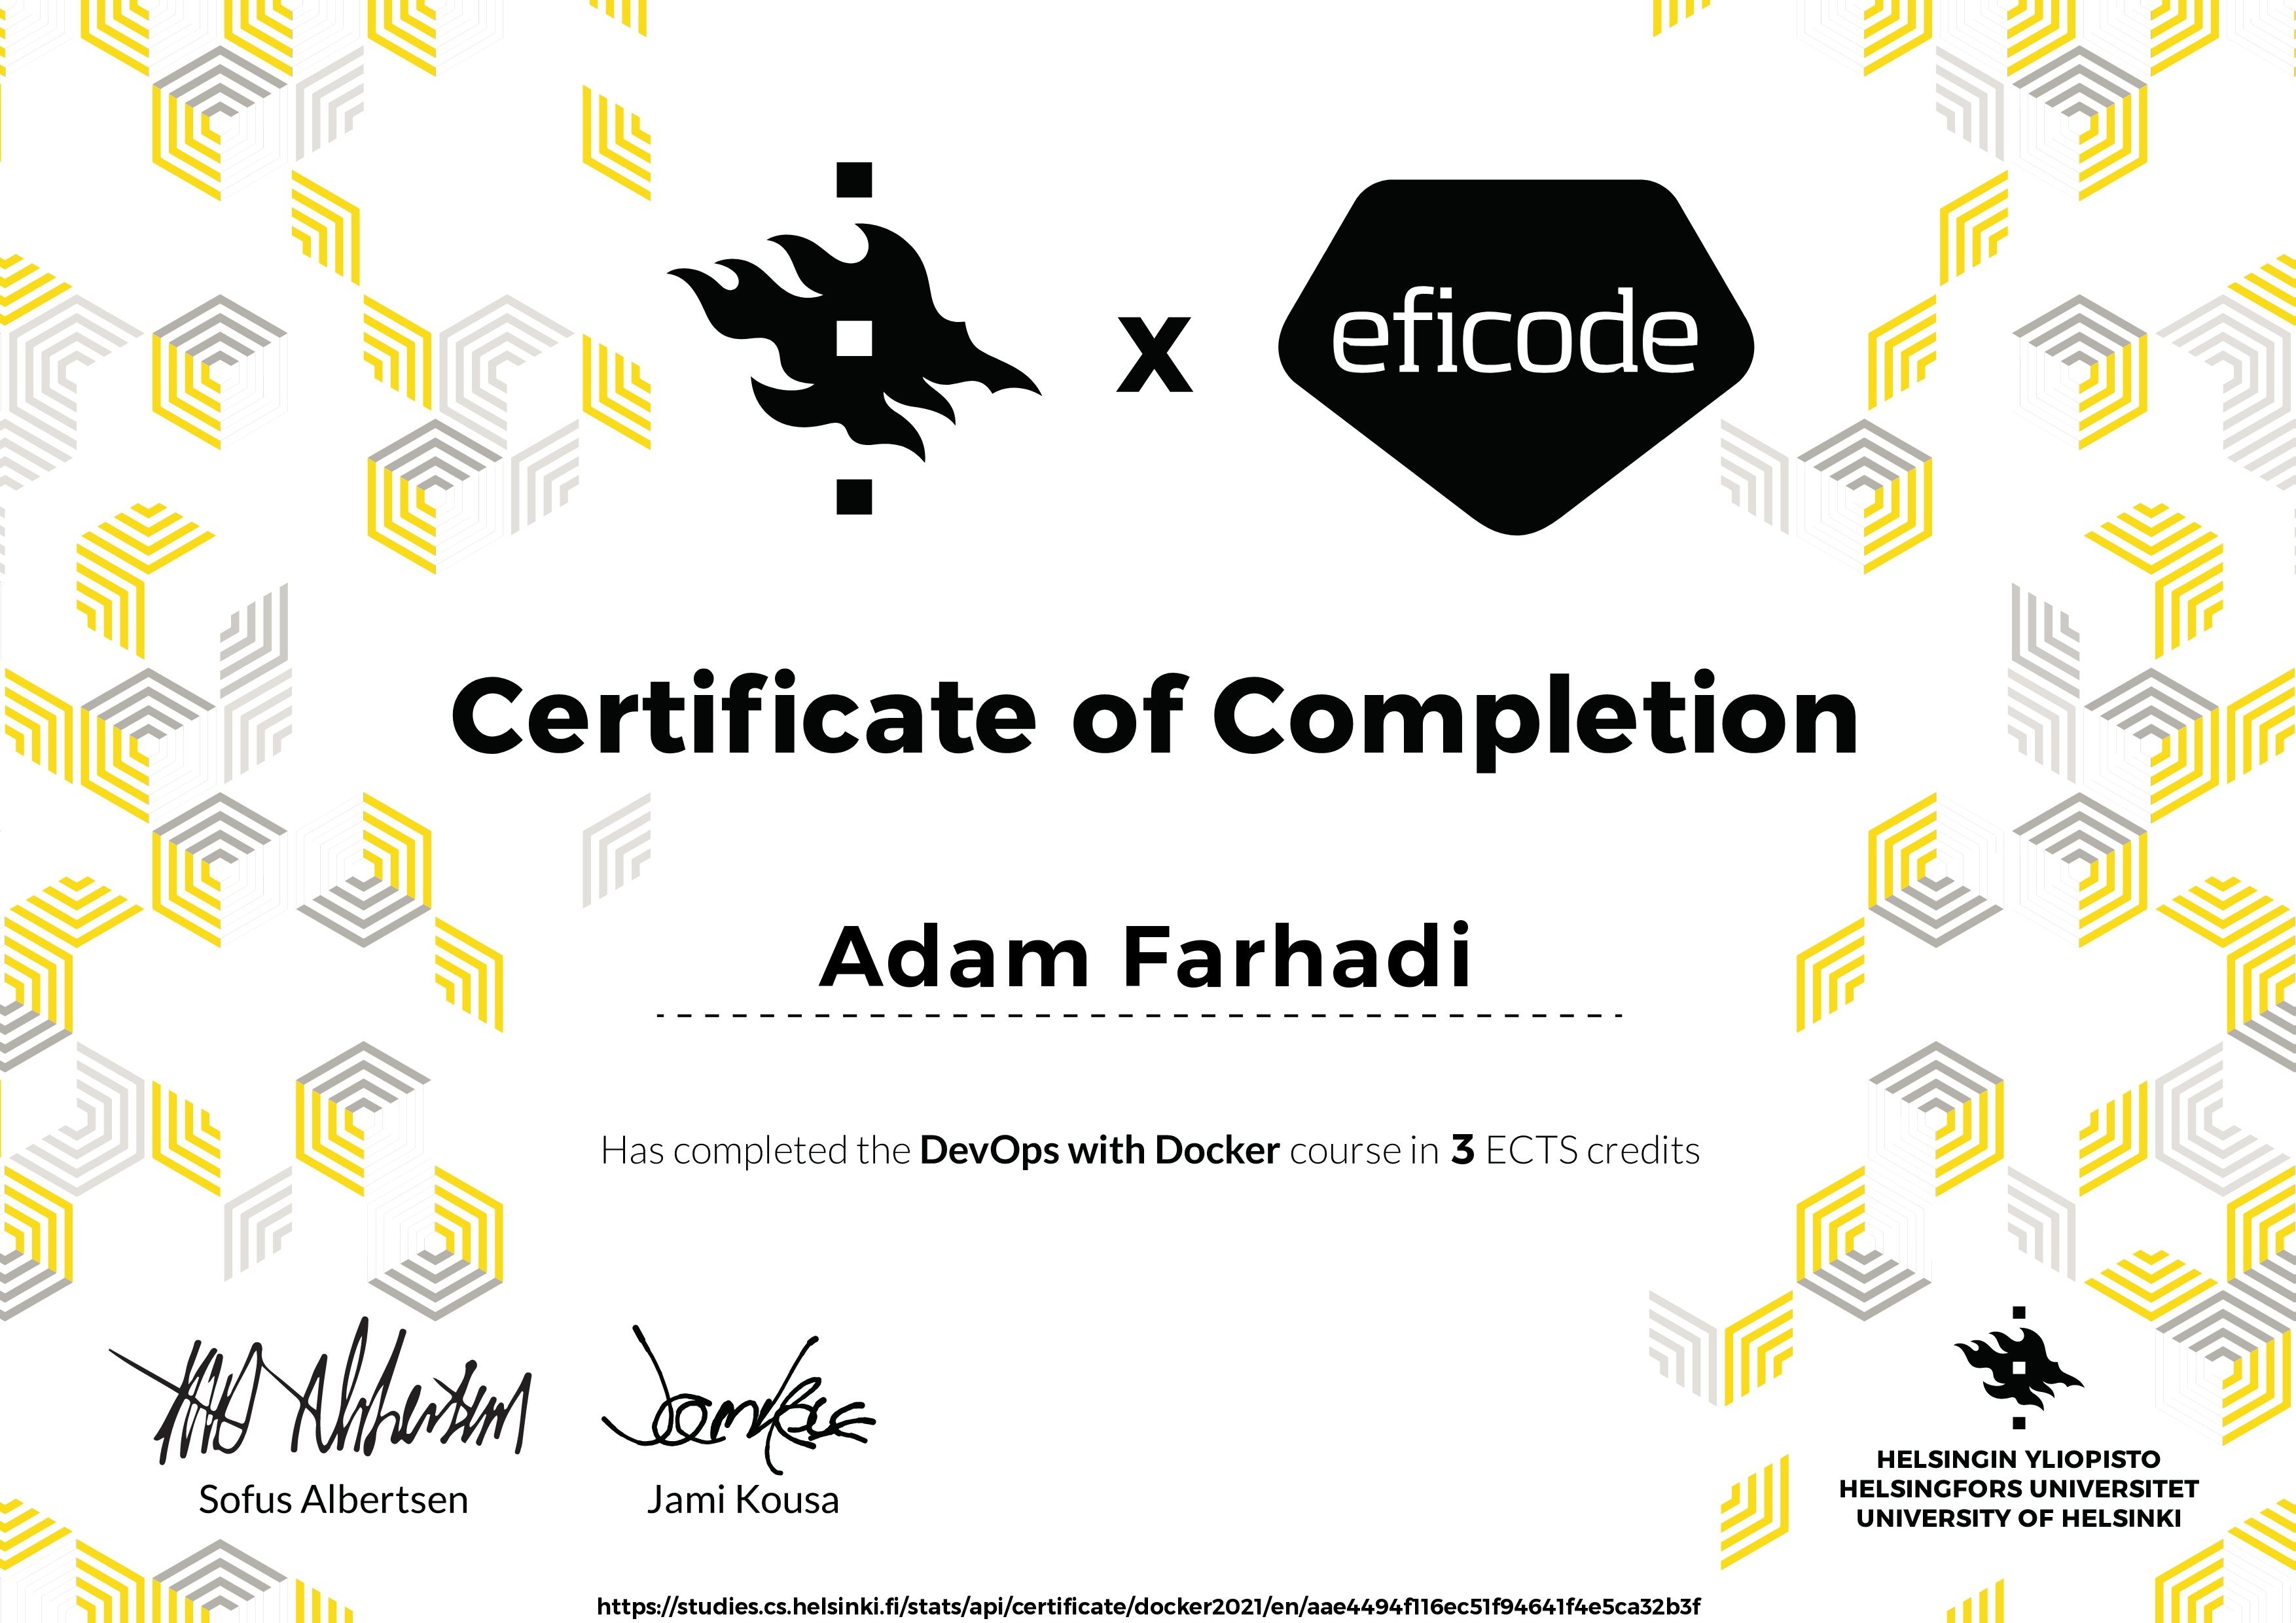 x
eficode
Certificate of Completion
Adam Farhadi
Has completed the DevOps with Docker course in 3 ECTS credits
Sofus Albertsen
Jami Kousa
HELSINGIN YLIOPISTO
HELSINGFORS UNIVERSITET
UNIVERSITY OF HELSINKI
https://studies.cs.helsinki.fi/stats/api/certificate/docker2021/en/aae4494f116ec51f94641f4e5ca32b3f